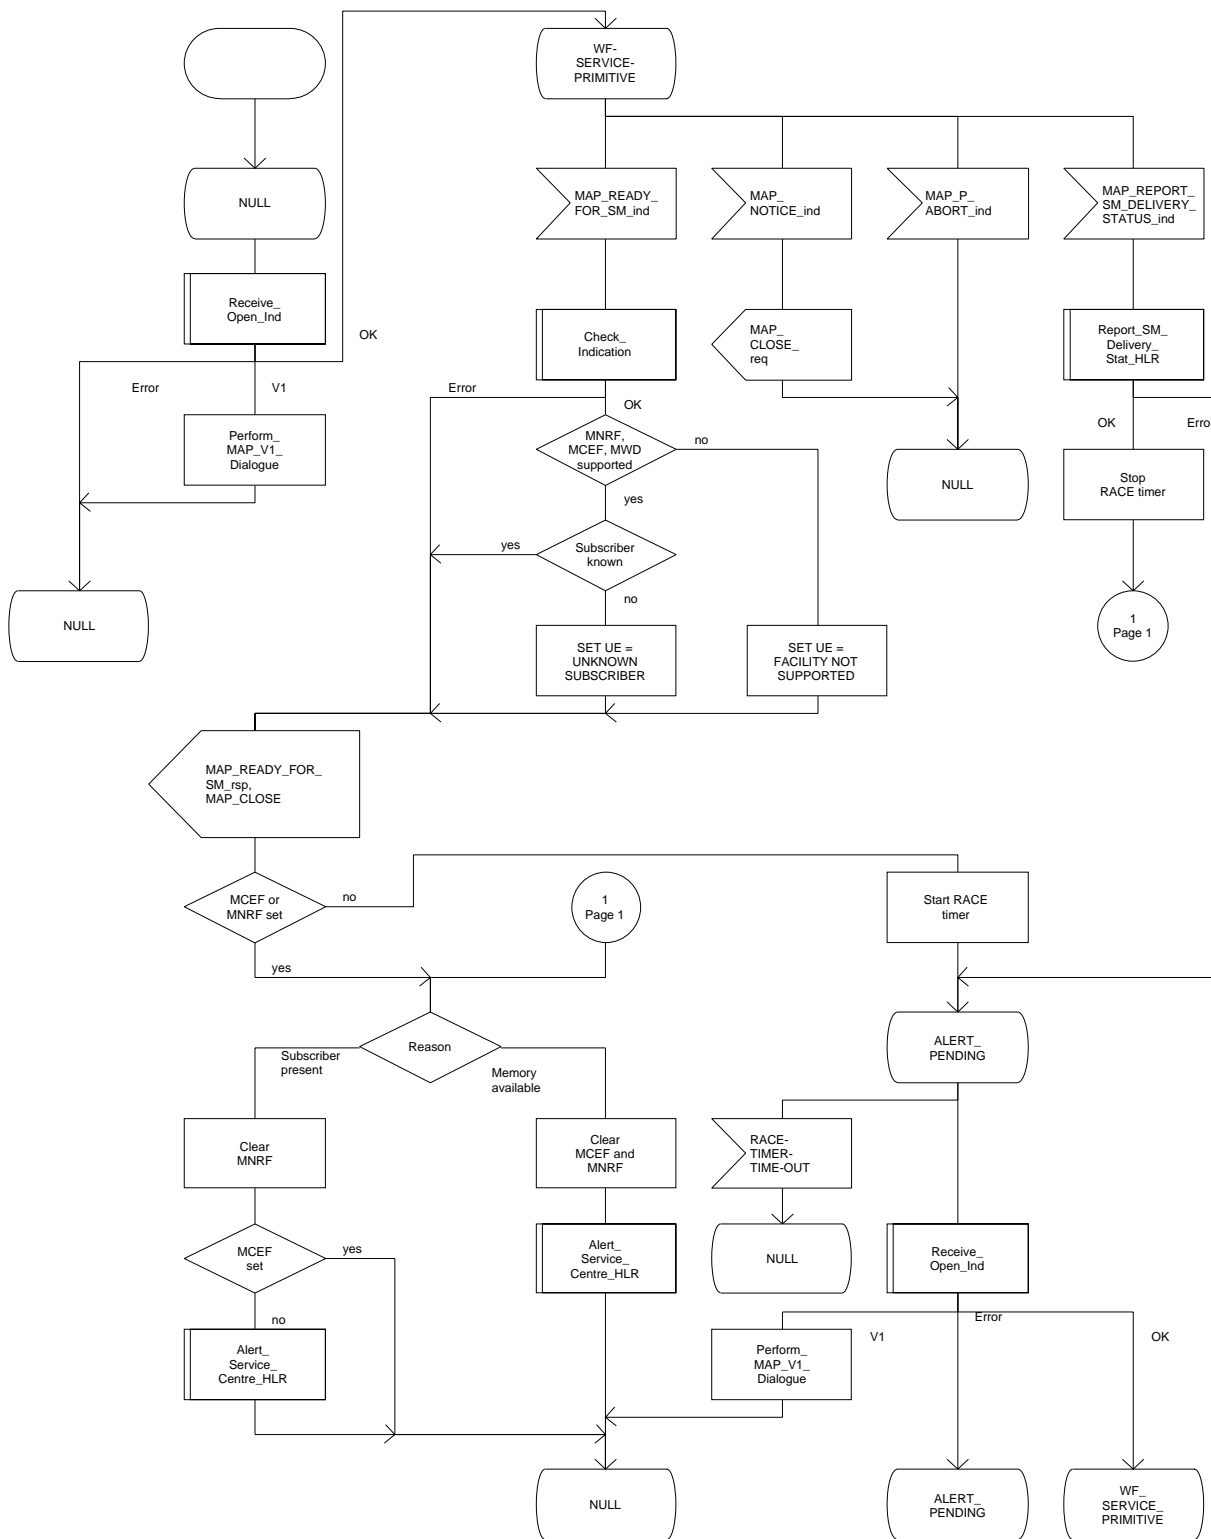 WF-
SERVICE-
PRIMITIVE
NULL
MAP_READY_
FOR_SM_ind
MAP_
NOTICE_ind
MAP_P_
ABORT_ind
MAP_REPORT_
SM_DELIVERY_
STATUS_ind
Receive_
Open_Ind
OK
Error
V1
Check_
Indication
MAP_
CLOSE_
req
Report_SM_
Delivery_
Stat_HLR
Error
OK
OK
Error
Perform_
MAP_V1_
Dialogue
MNRF,
MCEF, MWD
supported
no
yes
NULL
Stop
RACE timer
yes
Subscriber
known
no
NULL
SET UE =
UNKNOWN
SUBSCRIBER
SET UE =
FACILITY NOT
SUPPORTED
1
Page 1
MAP_READY_FOR_
SM_rsp,
MAP_CLOSE
MCEF or
MNRF set
no
yes
1
Page 1
Start RACE
timer
Reason
Subscriber
present
Memory
available
ALERT_
PENDING
Clear
MNRF
Clear
MCEF and
MNRF
RACE-
TIMER-
TIME-OUT
MCEF
set
yes
no
Alert_
Service_
Centre_HLR
NULL
Receive_
Open_Ind
Error
V1
OK
Alert_
Service_
Centre_HLR
Perform_
MAP_V1_
Dialogue
NULL
ALERT_
PENDING
WF_
SERVICE_
PRIMITIVE